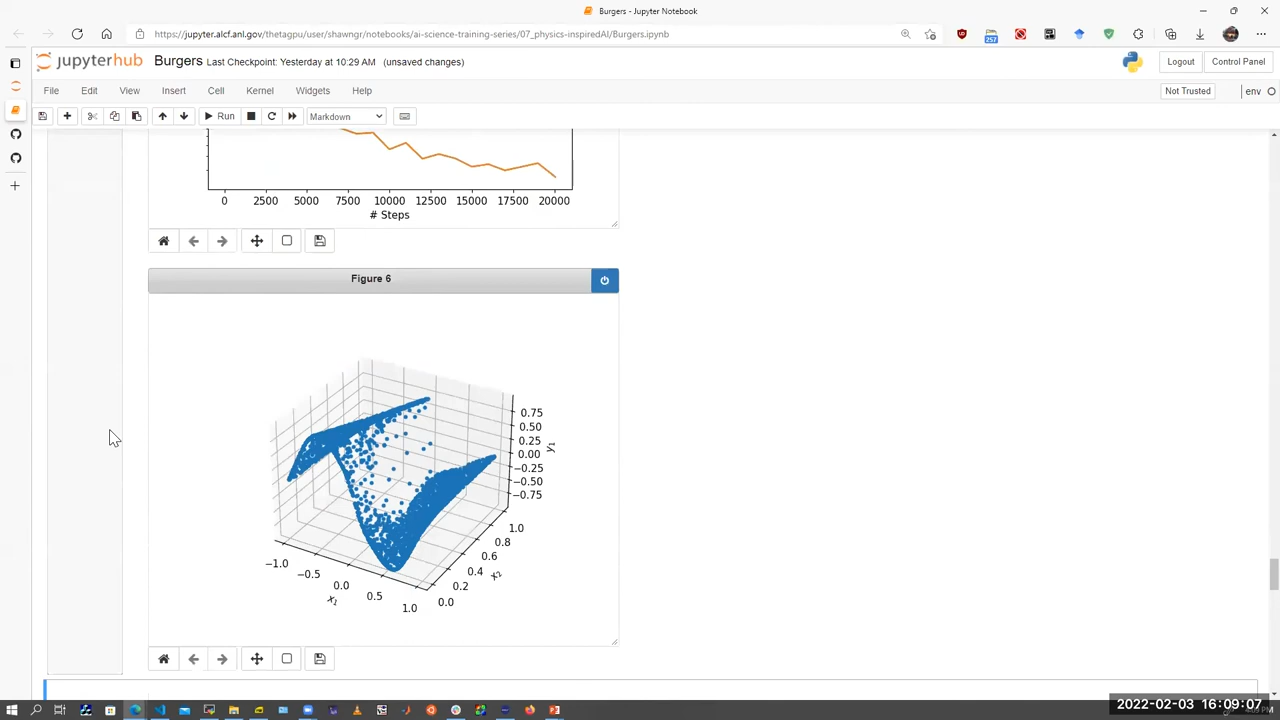 Burgers - Jupyter Notebook
https://jupyter.alcf.anl.gov/thetagpu/user/shawngr/notebooks/ai-science-training-series/07_physics-inspiredAI/Burgers.ipynb
257
jupyterhub Burgers Last Checkpoint: Yesterday at 10:29 AM (unsaved changes)
Logout Control Panel
File Edit View Insert Cell Kernel Widgets Help
Not Trusted env
Run Markdown
0 2500 5000 7500 10000 12500 15000 17500 20000
# Steps
Figure 6
0.75
0.50
0.25
0.00
−0.25
−0.50
−0.75
y₁
−1.0 −0.5 0.0 0.5 1.0
x₁
0.0 0.2 0.4 0.6 0.8 1.0
x₂
2022-02-03 16:09:07